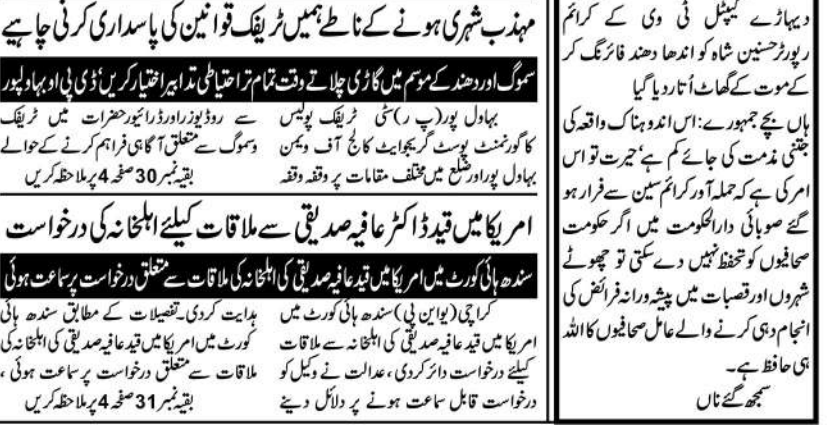 دیہاڑے کیپٹل ٹی وی کے کرائم
رپورٹر حسنین شاہ کو اندھا دھند فائرنگ کر
کے موت کے گھاٹ اُتار دیا گیا
ہاں بچے جمہورے: اس اندوہناک واقعہ کی
جتنی مذمت کی جائے کم ہے، حیرت تو اس
امر کی ہے کہ حملہ آور کرائم سین سے فرار ہو
گئے صوبائی دارالحکومت میں اگر حکومت
صحافیوں کو تحفظ نہیں دے سکتی تو چھوٹے
شہروں اور قصبات میں پیشہ ورانہ فرائض کی
انجام دہی کرنے والے عامل صحافیوں کا اللہ
ہی حافظ ہے۔
سمجھ گئے ناں
مہذب شہری ہونے کے ناطے ہمیں ٹریفک قوانین کی پاسداری کرنی چاہیے
سموگ اور دھند کے موسم میں گاڑی چلاتے وقت تمام تر احتیاطی تدابیر اختیار کریں، ڈی پی او بہاولپور
بہاول پور (پ ر) سٹی ٹریفک پولیس
کا گورنمنٹ پوسٹ گریجوایٹ کالج آف ویمن
بہاول پور اور ضلع میں مختلف مقامات پر وقفہ وقفہ
سے روڈ یوزر اور ڈرائیور حضرات میں ٹریفک
وسموگ سے متعلق آگاہی فراہم کرنے کے حوالے
بقیہ نمبر 30 صفحہ 4 پر ملاحظہ کریں
امریکا میں قید ڈاکٹر عافیہ صدیقی سے ملاقات کیلئے اہلخانہ کی درخواست
سندھ ہائی کورٹ میں امریکا میں قید عافیہ صدیقی کی اہلخانہ کی ملاقات سے متعلق درخواست پر سماعت ہوئی
کراچی (یو این پی) سندھ ہائی کورٹ میں
امریکا میں قید عافیہ صدیقی کی اہلخانہ سے ملاقات
کیلئے درخواست دائر کردی، عدالت نے وکیل کو
درخواست قابل سماعت ہونے پر دلائل دینے
ہدایت کردی۔ تفصیلات کے مطابق سندھ ہائی
کورٹ میں امریکا میں قید عافیہ صدیقی کی اہلخانہ کی
ملاقات سے متعلق درخواست پر سماعت ہوئی ،
بقیہ نمبر 31 صفحہ 4 پر ملاحظہ کریں